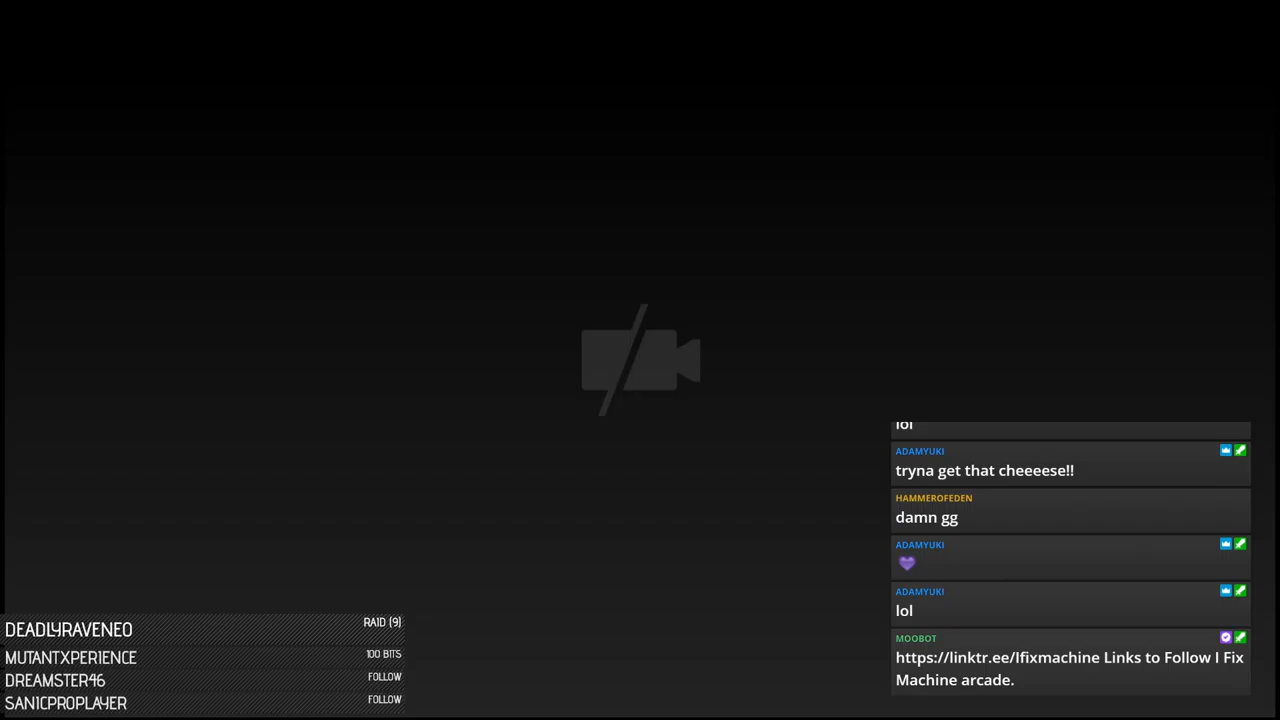 lol
ADAMYUKI
tryna get that cheeeese!!
HAMMEROFEDEN
damn gg
ADAMYUKI
ADAMYUKI
lol
MOOBOT
https://linktr.ee/Ifixmachine Links to Follow I Fix
Machine arcade.
DEADLYRAVENEO RAID (9)
MUTANTXPERIENCE 100 BITS
DREAMSTER46 FOLLOW
SANICPROPLAYER FOLLOW